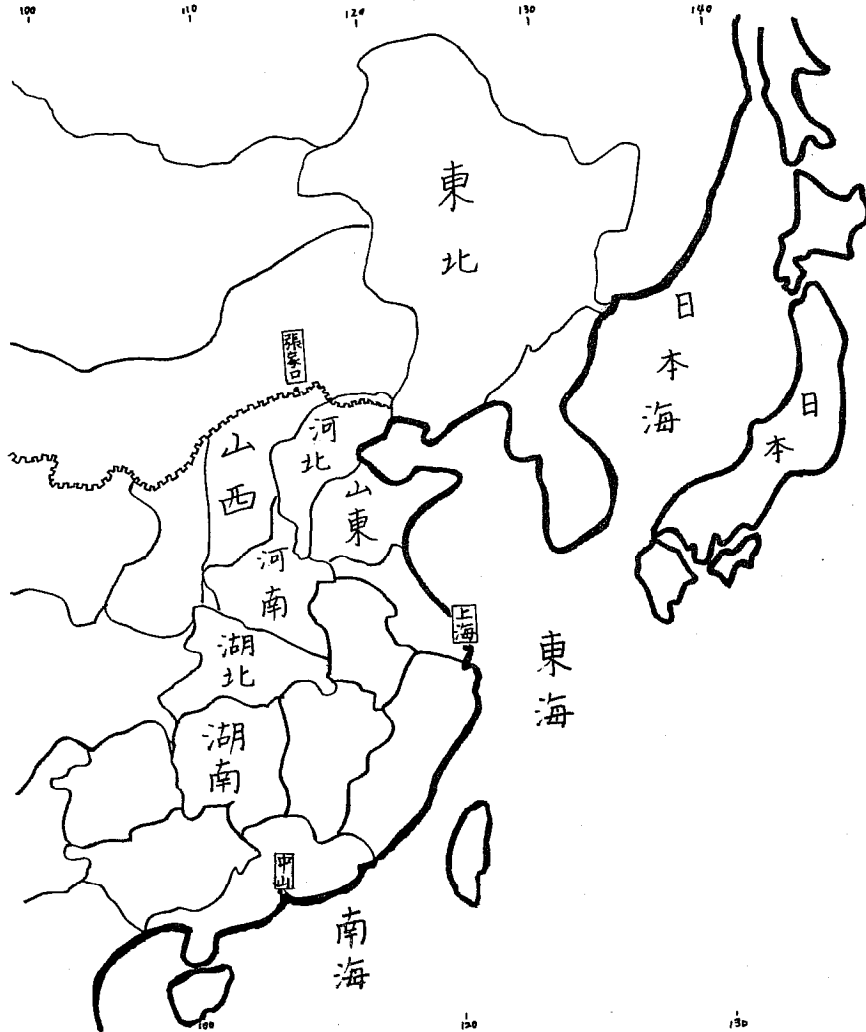 100 110 120 130 140
東北
日本海
日本
張家口
河北
山西
山東
河南
上海
湖北
東海
湖南
中山
南海
100 120 130